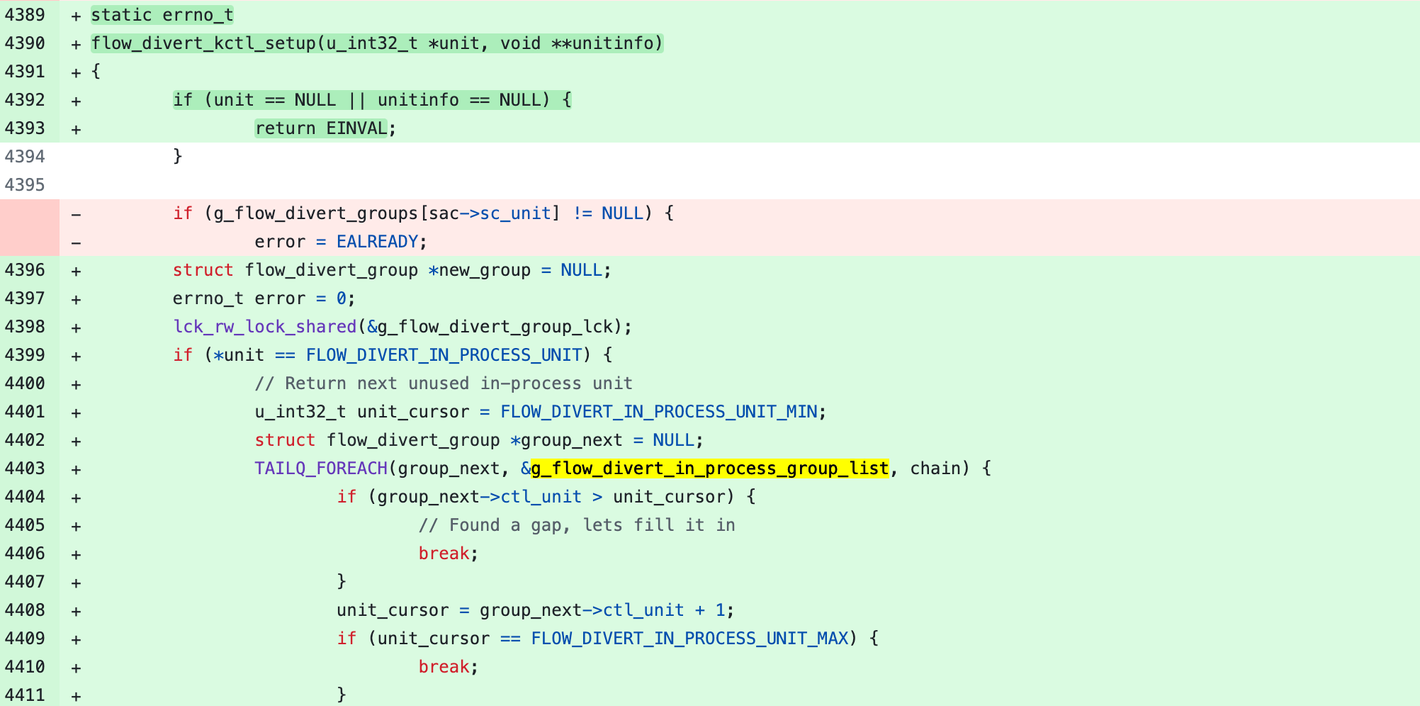 4389 + static errno_t
4390 + flow_divert_kctl_setup(u_int32_t *unit, void **unitinfo)
4391 + {
4392 + if (unit == NULL || unitinfo == NULL) {
4393 + return EINVAL;
4394 }
4395
- if (g_flow_divert_groups[sac->sc_unit] != NULL) {
- error = EALREADY;
4396 + struct flow_divert_group *new_group = NULL;
4397 + errno_t error = 0;
4398 + lck_rw_lock_shared(&g_flow_divert_group_lck);
4399 + if (*unit == FLOW_DIVERT_IN_PROCESS_UNIT) {
4400 + // Return next unused in-process unit
4401 + u_int32_t unit_cursor = FLOW_DIVERT_IN_PROCESS_UNIT_MIN;
4402 + struct flow_divert_group *group_next = NULL;
4403 + TAILQ_FOREACH(group_next, &g_flow_divert_in_process_group_list, chain) {
4404 + if (group_next->ctl_unit > unit_cursor) {
4405 + // Found a gap, lets fill it in
4406 + break;
4407 + }
4408 + unit_cursor = group_next->ctl_unit + 1;
4409 + if (unit_cursor == FLOW_DIVERT_IN_PROCESS_UNIT_MAX) {
4410 + break;
4411 + }